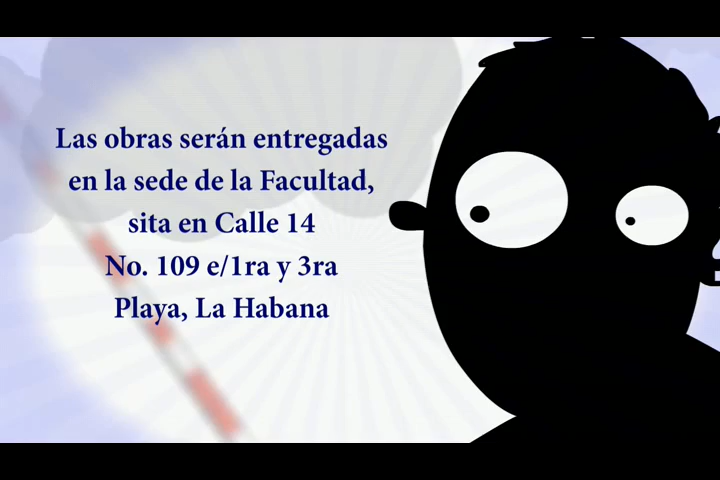 Las obras serán entregadas
en la sede de la Facultad,
sita en Calle 14
No. 109 e/1ra y 3ra
Playa, La Habana